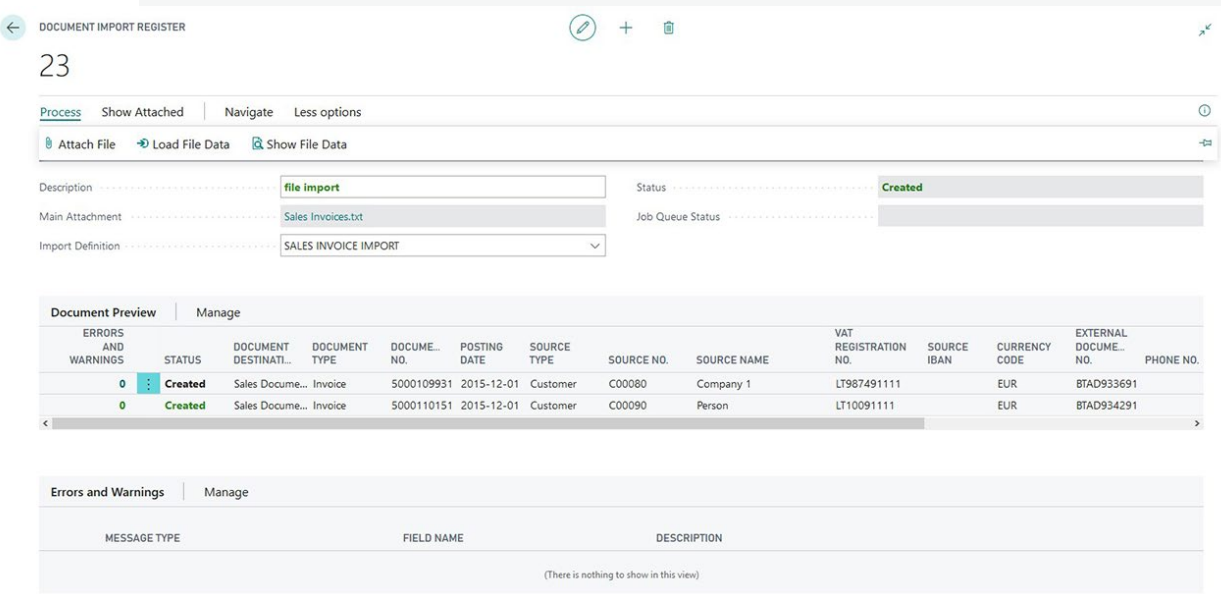 DOCUMENT IMPORT REGISTER
23
Process Show Attached Navigate Less options
Attach File Load File Data Show File Data
Description file import Status Created
Main Attachment Sales Invoices.txt Job Queue Status
Import Definition SALES INVOICE IMPORT
Document Preview Manage
ERRORS AND WARNINGS STATUS DOCUMENT DESTINATI... DOCUMENT TYPE DOCUME... NO. POSTING DATE SOURCE TYPE SOURCE NO. SOURCE NAME VAT REGISTRATION NO. SOURCE IBAN CURRENCY CODE EXTERNAL DOCUME... NO. PHONE NO.
0 Created Sales Docume... Invoice 5000109931 2015-12-01 Customer C00080 Company 1 LT987491111 EUR BTAD933691
0 Created Sales Docume... Invoice 5000110151 2015-12-01 Customer C00090 Person LT10091111 EUR BTAD934291
Errors and Warnings Manage
MESSAGE TYPE FIELD NAME DESCRIPTION
(There is nothing to show in this view)